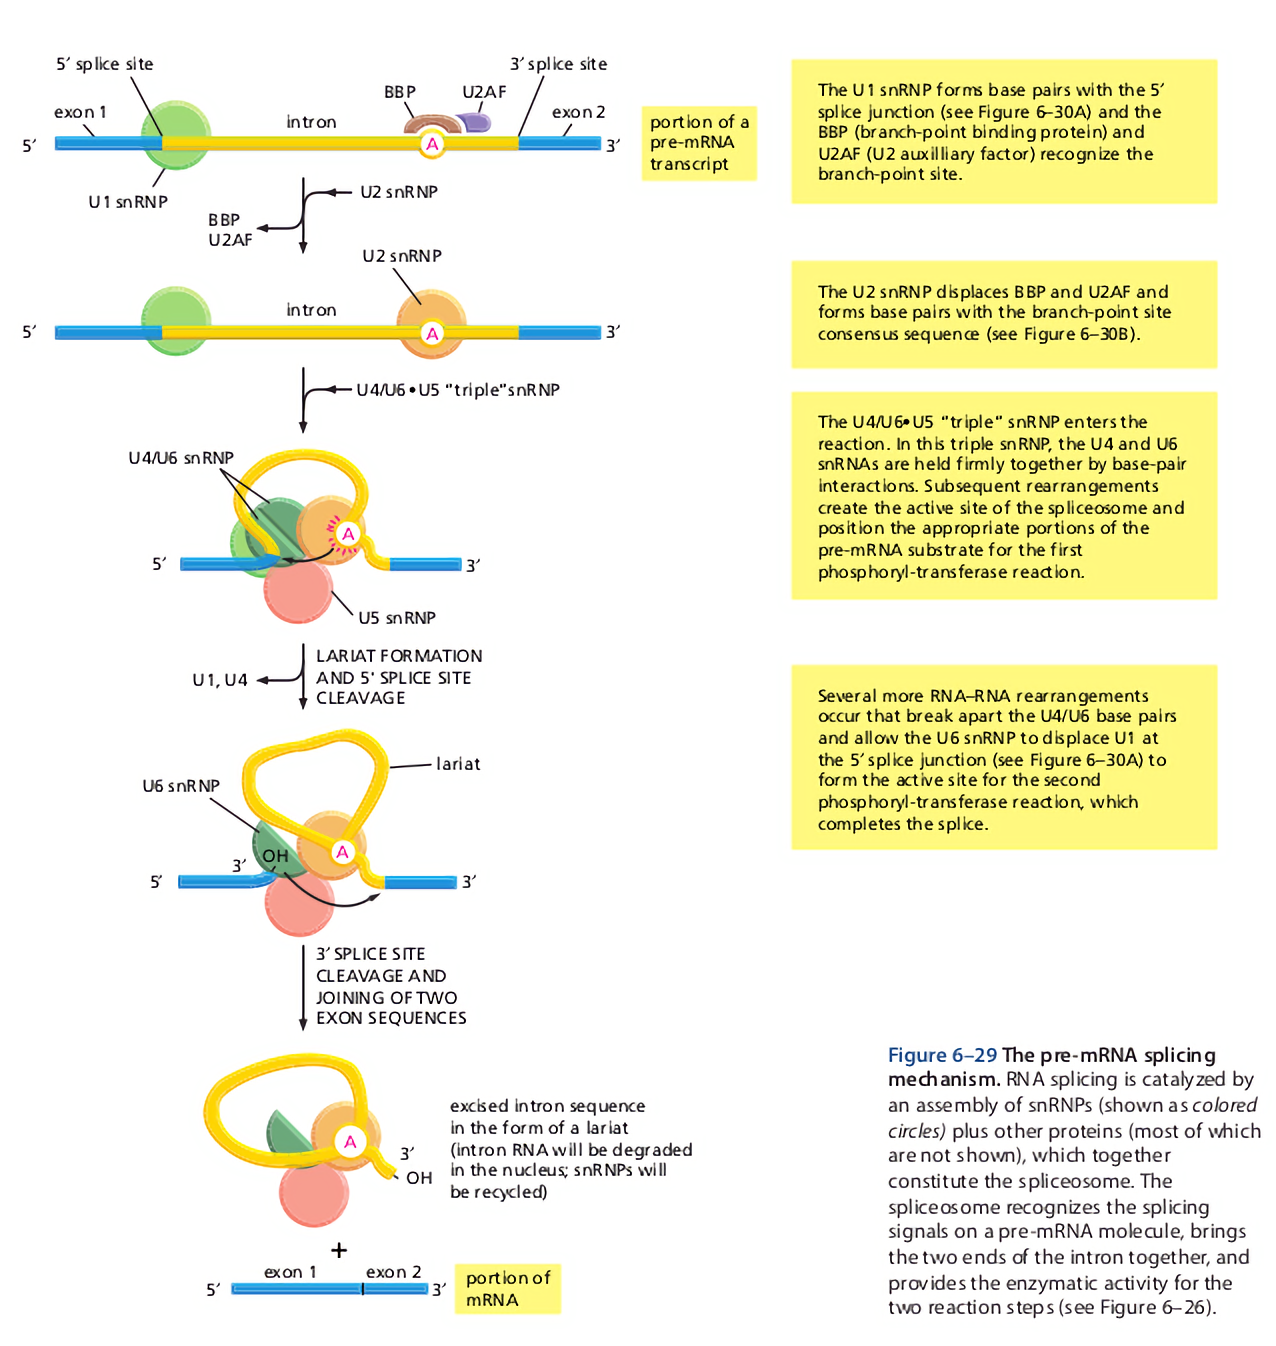 5′ splice site
3′ splice site
BBP
U2AF
exon 1
intron
exon 2
5′
A
3′
U1 snRNP
portion of a
pre-mRNA
transcript
The U1 snRNP forms base pairs with the 5′
splice junction (see Figure 6–30A) and the
BBP (branch-point binding protein) and
U2AF (U2 auxilliary factor) recognize the
branch-point site.
U2 snRNP
BBP
U2AF
U2 snRNP
intron
5′
A
3′
The U2 snRNP displaces BBP and U2AF and
forms base pairs with the branch-point site
consensus sequence (see Figure 6–30B).
U4/U6•U5 "triple" snRNP
U4/U6 snRNP
A
5′
3′
U5 snRNP
The U4/U6•U5 "triple" snRNP enters the
reaction. In this triple snRNP, the U4 and U6
snRNAs are held firmly together by base-pair
interactions. Subsequent rearrangements
create the active site of the spliceosome and
position the appropriate portions of the
pre-mRNA substrate for the first
phosphoryl-transferase reaction.
U1, U4
LARIAT FORMATION
AND 5' SPLICE SITE
CLEAVAGE
lariat
U6 snRNP
OH
3′
A
5′
3′
Several more RNA–RNA rearrangements
occur that break apart the U4/U6 base pairs
and allow the U6 snRNP to displace U1 at
the 5′ splice junction (see Figure 6–30A) to
form the active site for the second
phosphoryl-transferase reaction, which
completes the splice.
3′ SPLICE SITE
CLEAVAGE AND
JOINING OF TWO
EXON SEQUENCES
A
3′
OH
excised intron sequence
in the form of a lariat
(intron RNA will be degraded
in the nucleus; snRNPs will
be recycled)
+
exon 1
exon 2
5′
3′
portion of
mRNA
Figure 6–29 The pre-mRNA splicing
mechanism. RNA splicing is catalyzed by
an assembly of snRNPs (shown as colored
circles) plus other proteins (most of which
are not shown), which together
constitute the spliceosome. The
spliceosome recognizes the splicing
signals on a pre-mRNA molecule, brings
the two ends of the intron together, and
provides the enzymatic activity for the
two reaction steps (see Figure 6–26).